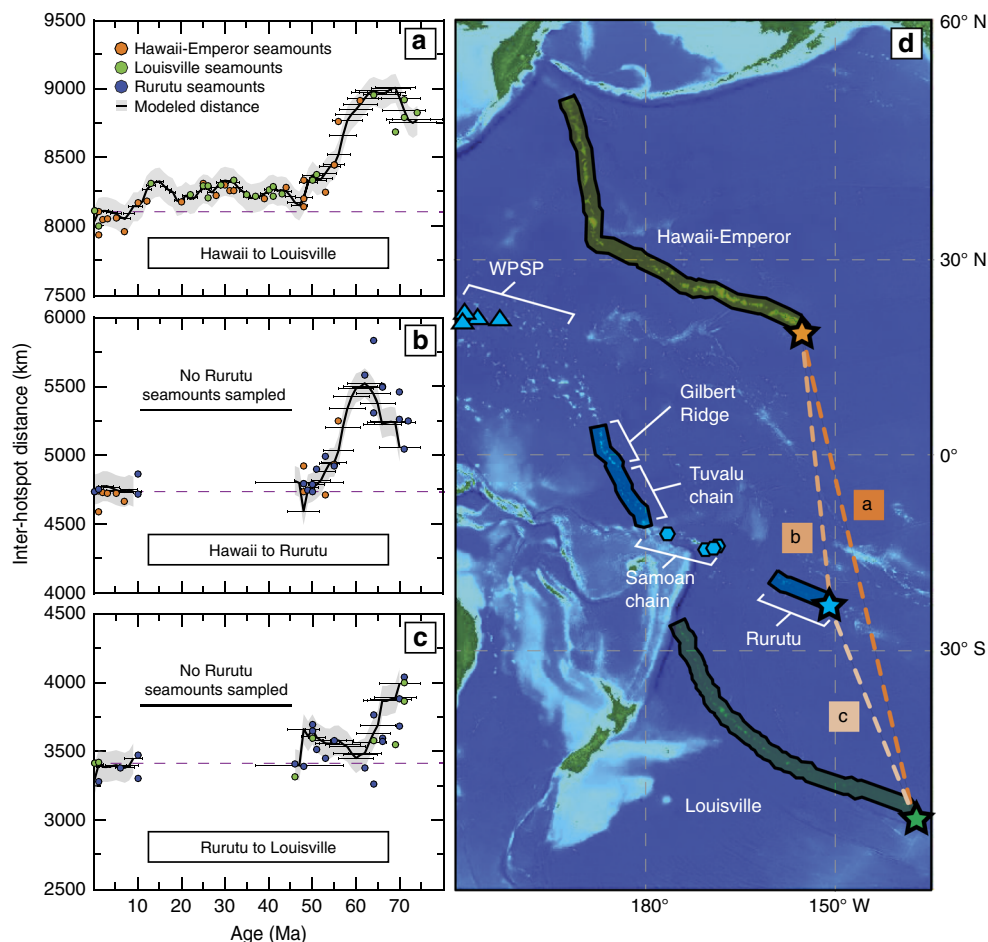 a
Hawaii-Emperor seamounts
Louisville seamounts
Rurutu seamounts
Modeled distance
9500
9000
8500
8000
7500
Hawaii to Louisville
b
6000
5500
5000
4500
4000
No Rurutu
seamounts sampled
Hawaii to Rurutu
Inter-hotspot distance (km)
c
4500
4000
3500
3000
2500
No Rurutu
seamounts sampled
Rurutu to Louisville
0
10
20
30
40
50
60
70
Age (Ma)
d
60° N
30° N
0°
30° S
180°
150° W
Hawaii-Emperor
WPSP
Gilbert
Ridge
Tuvalu
chain
Samoan
chain
Rurutu
Louisville
a
b
c